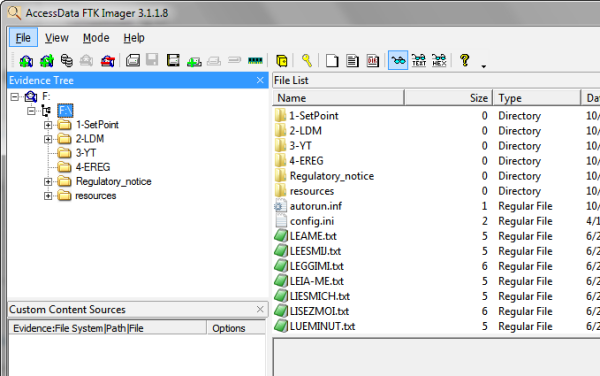 AccessData FTK Imager 3.1.1.8
File View Mode Help
TEXT HEX
Evidence Tree
F:
F:\
1-SetPoint
2-LDM
3-YT
4-EREG
Regulatory_notice
resources
Custom Content Sources
Evidence:File System|Path|File Options
File List
Name Size Type Da
1-SetPoint 0 Directory 10/
2-LDM 0 Directory 10/
3-YT 0 Directory 10/
4-EREG 0 Directory 10/
Regulatory_notice 0 Directory 10/
resources 0 Directory 10/
autorun.inf 1 Regular File 10/
config.ini 2 Regular File 4/1
LEAME.txt 5 Regular File 6/2
LEESMIJ.txt 5 Regular File 6/2
LEGGIMI.txt 6 Regular File 6/2
LEIA-ME.txt 5 Regular File 6/2
LIESMICH.txt 5 Regular File 6/2
LISEZMOI.txt 6 Regular File 6/2
LUEMINUT.txt 5 Regular File 6/2